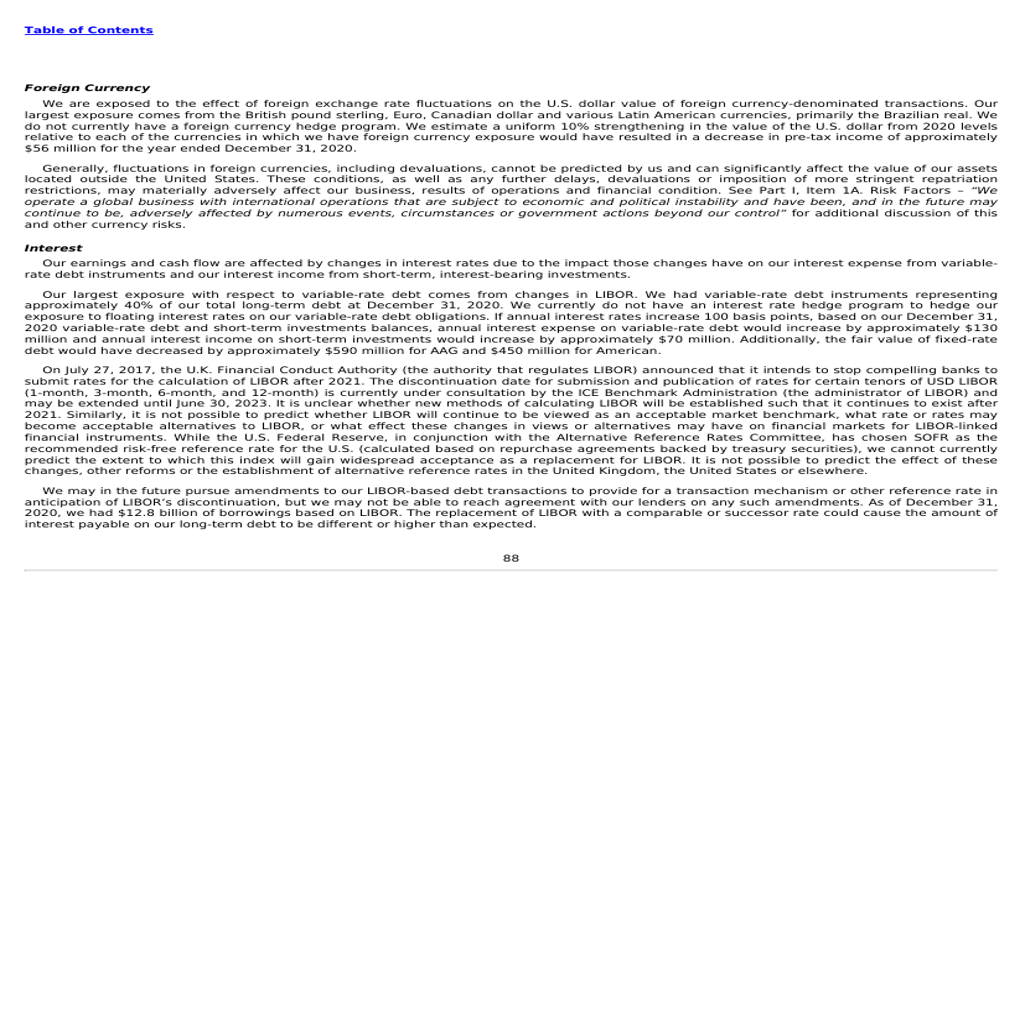 Table of Contents
Foreign Currency
We are exposed to the effect of foreign exchange rate fluctuations on the U.S. dollar value of foreign currency-denominated transactions. Our
largest exposure comes from the British pound sterling, Euro, Canadian dollar and various Latin American currencies, primarily the Brazilian real. We
do not currently have a foreign currency hedge program. We estimate a uniform 10% strengthening in the value of the U.S. dollar from 2020 levels
relative to each of the currencies in which we have foreign currency exposure would have resulted in a decrease in pre-tax income of approximately
$56 million for the year ended December 31, 2020.
Generally, fluctuations in foreign currencies, including devaluations, cannot be predicted by us and can significantly affect the value of our assets
located outside the United States. These conditions, as well as any further delays, devaluations or imposition of more stringent repatriation
restrictions, may materially adversely affect our business, results of operations and financial condition. See Part I, Item 1A. Risk Factors – “We
operate a global business with international operations that are subject to economic and political instability and have been, and in the future may
continue to be, adversely affected by numerous events, circumstances or government actions beyond our control” for additional discussion of this
and other currency risks.
Interest
Our earnings and cash flow are affected by changes in interest rates due to the impact those changes have on our interest expense from variable-
rate debt instruments and our interest income from short-term, interest-bearing investments.
Our largest exposure with respect to variable-rate debt comes from changes in LIBOR. We had variable-rate debt instruments representing
approximately 40% of our total long-term debt at December 31, 2020. We currently do not have an interest rate hedge program to hedge our
exposure to floating interest rates on our variable-rate debt obligations. If annual interest rates increase 100 basis points, based on our December 31,
2020 variable-rate debt and short-term investments balances, annual interest expense on variable-rate debt would increase by approximately $130
million and annual interest income on short-term investments would increase by approximately $70 million. Additionally, the fair value of fixed-rate
debt would have decreased by approximately $590 million for AAG and $450 million for American.
On July 27, 2017, the U.K. Financial Conduct Authority (the authority that regulates LIBOR) announced that it intends to stop compelling banks to
submit rates for the calculation of LIBOR after 2021. The discontinuation date for submission and publication of rates for certain tenors of USD LIBOR
(1-month, 3-month, 6-month, and 12-month) is currently under consultation by the ICE Benchmark Administration (the administrator of LIBOR) and
may be extended until June 30, 2023. It is unclear whether new methods of calculating LIBOR will be established such that it continues to exist after
2021. Similarly, it is not possible to predict whether LIBOR will continue to be viewed as an acceptable market benchmark, what rate or rates may
become acceptable alternatives to LIBOR, or what effect these changes in views or alternatives may have on financial markets for LIBOR-linked
financial instruments. While the U.S. Federal Reserve, in conjunction with the Alternative Reference Rates Committee, has chosen SOFR as the
recommended risk-free reference rate for the U.S. (calculated based on repurchase agreements backed by treasury securities), we cannot currently
predict the extent to which this index will gain widespread acceptance as a replacement for LIBOR. It is not possible to predict the effect of these
changes, other reforms or the establishment of alternative reference rates in the United Kingdom, the United States or elsewhere.
We may in the future pursue amendments to our LIBOR-based debt transactions to provide for a transaction mechanism or other reference rate in
anticipation of LIBOR’s discontinuation, but we may not be able to reach agreement with our lenders on any such amendments. As of December 31,
2020, we had $12.8 billion of borrowings based on LIBOR. The replacement of LIBOR with a comparable or successor rate could cause the amount of
interest payable on our long-term debt to be different or higher than expected.
88